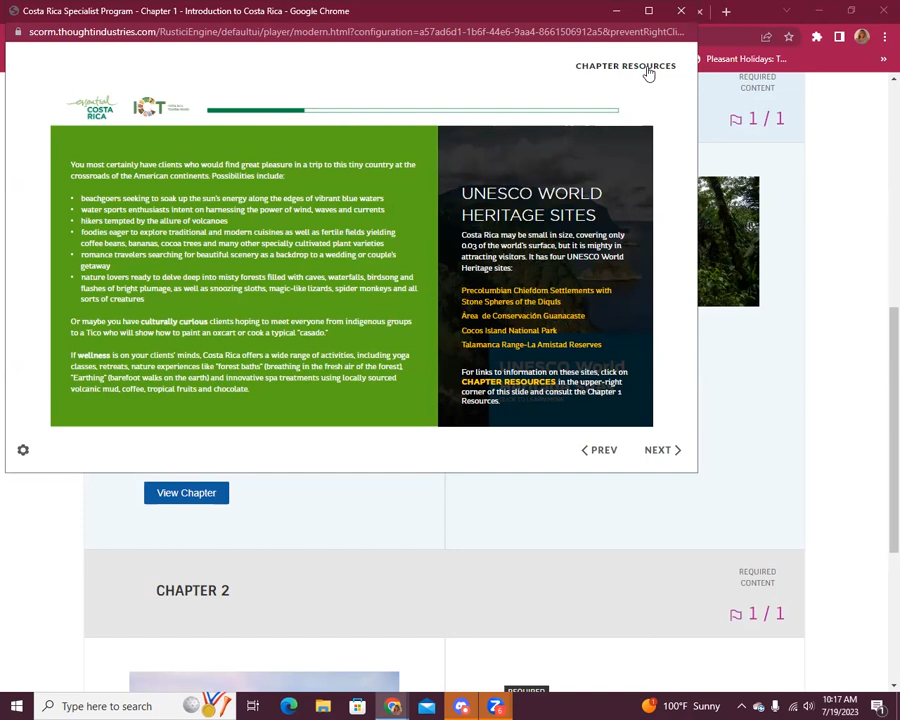 Costa Rica Specialist Program - Chapter 1 - Introduction to Costa Rica - Google Chrome
scorm.thoughtindustries.com/RusticiEngine/defaultui/player/modern.html?configuration=a57ad6d1-1b6f-44e6-9aa4-8661506912a5&preventRightCli...
Pleasant Holidays: T...
CHAPTER RESOURCES
essential
COSTA
RICA
ICT
REQUIRED
CONTENT
1 / 1
You most certainly have clients who would find great pleasure in a trip to this tiny country at the
crossroads of the American continents. Possibilities include:
• beachgoers seeking to soak up the sun's energy along the edges of vibrant blue waters
• water sports enthusiasts intent on harnessing the power of wind, waves and currents
• hikers tempted by the allure of volcanoes
• foodies eager to explore traditional and modern cuisines as well as fertile fields yielding
coffee beans, bananas, cocoa trees and many other specially cultivated plant varieties
• romance travelers searching for beautiful scenery as a backdrop to a wedding or couple's
getaway
• nature lovers ready to delve deep into misty forests filled with caves, waterfalls, birdsong and
flashes of bright plumage, as well as snoozing sloths, magic-like lizards, spider monkeys and all
sorts of creatures
Or maybe you have culturally curious clients hoping to meet everyone from indigenous groups
to a Tico who will show how to paint an oxcart or cook a typical "casado."
If wellness is on your clients' minds, Costa Rica offers a wide range of activities, including yoga
classes, retreats, nature experiences like "forest baths" (breathing in the fresh air of the forest),
"Earthing" (barefoot walks on the earth) and innovative spa treatments using locally sourced
volcanic mud, coffee, tropical fruits and chocolate.
UNESCO WORLD
HERITAGE SITES
Costa Rica may be small in size, covering only
0.03 of the world's surface, but it is mighty in
attracting visitors. It has four UNESCO World
Heritage sites:
Precolumbian Chiefdom Settlements with
Stone Spheres of the Diquís
Área de Conservación Guanacaste
Cocos Island National Park
Talamanca Range-La Amistad Reserves
UNESCO World
For links to information on these sites, click on
CHAPTER RESOURCES in the upper-right
corner of this slide and consult the Chapter 1
Resources.
PREV
NEXT
View Chapter
CHAPTER 2
REQUIRED
CONTENT
1 / 1
REQUIRED
Type here to search
100°F Sunny
10:17 AM
7/19/2023